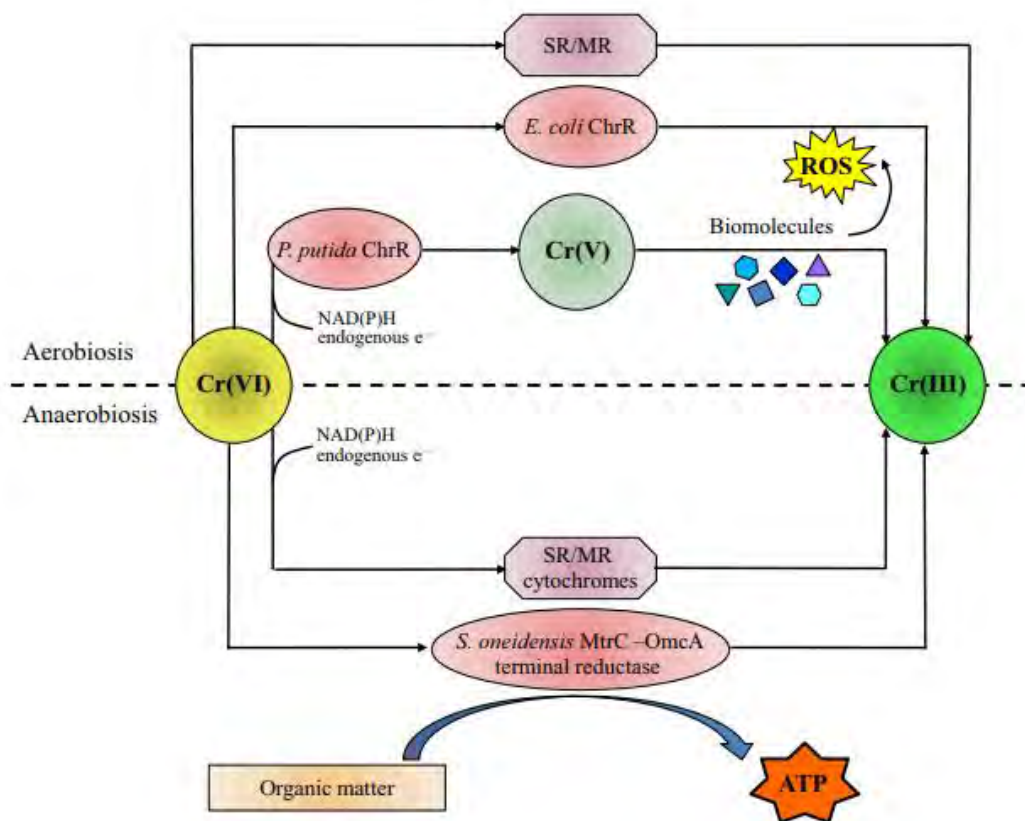 SR/MR
E. coli ChrR
ROS
Biomolecules
P. putida ChrR
Cr(V)
NAD(P)H
endogenous e⁻
Aerobiosis
Cr(VI)
Cr(III)
Anaerobiosis
NAD(P)H
endogenous e⁻
SR/MR
cytochromes
S. oneidensis MtrC –OmcA
terminal reductase
Organic matter
ATP